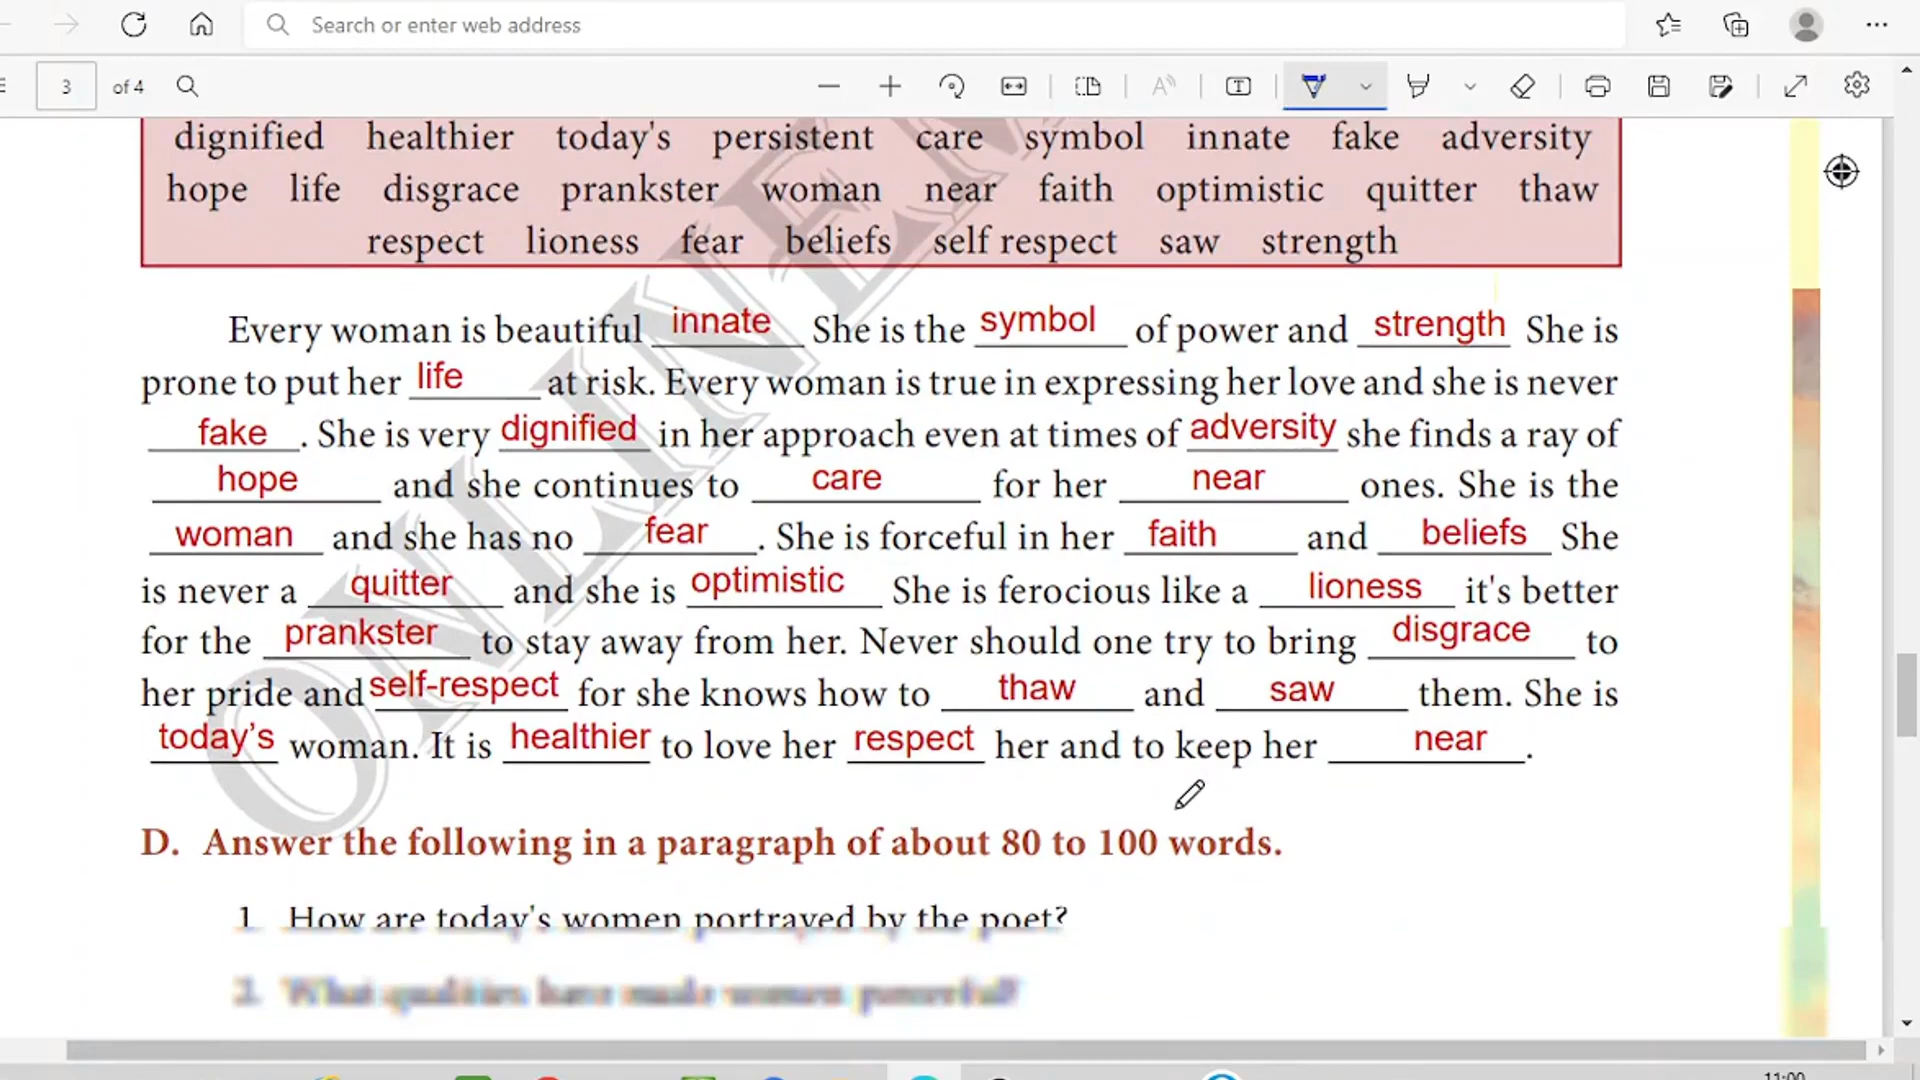 Search or enter web address
3 of 4
dignified healthier today's persistent care symbol innate fake adversity
hope life disgrace prankster woman near faith optimistic quitter thaw
respect lioness fear beliefs self respect saw strength
Every woman is beautiful innate She is the symbol of power and strength She is
prone to put her life at risk. Every woman is true in expressing her love and she is never
fake. She is very dignified in her approach even at times of adversity she finds a ray of
hope and she continues to care for her near ones. She is the
woman and she has no fear. She is forceful in her faith and beliefs She
is never a quitter and she is optimistic She is ferocious like a lioness it's better
for the prankster to stay away from her. Never should one try to bring disgrace to
her pride and self-respect for she knows how to thaw and saw them. She is
today's woman. It is healthier to love her respect her and to keep her near.
D. Answer the following in a paragraph of about 80 to 100 words.
1. How are today's women portrayed by the poet?
2. What qualities have made women powerful?